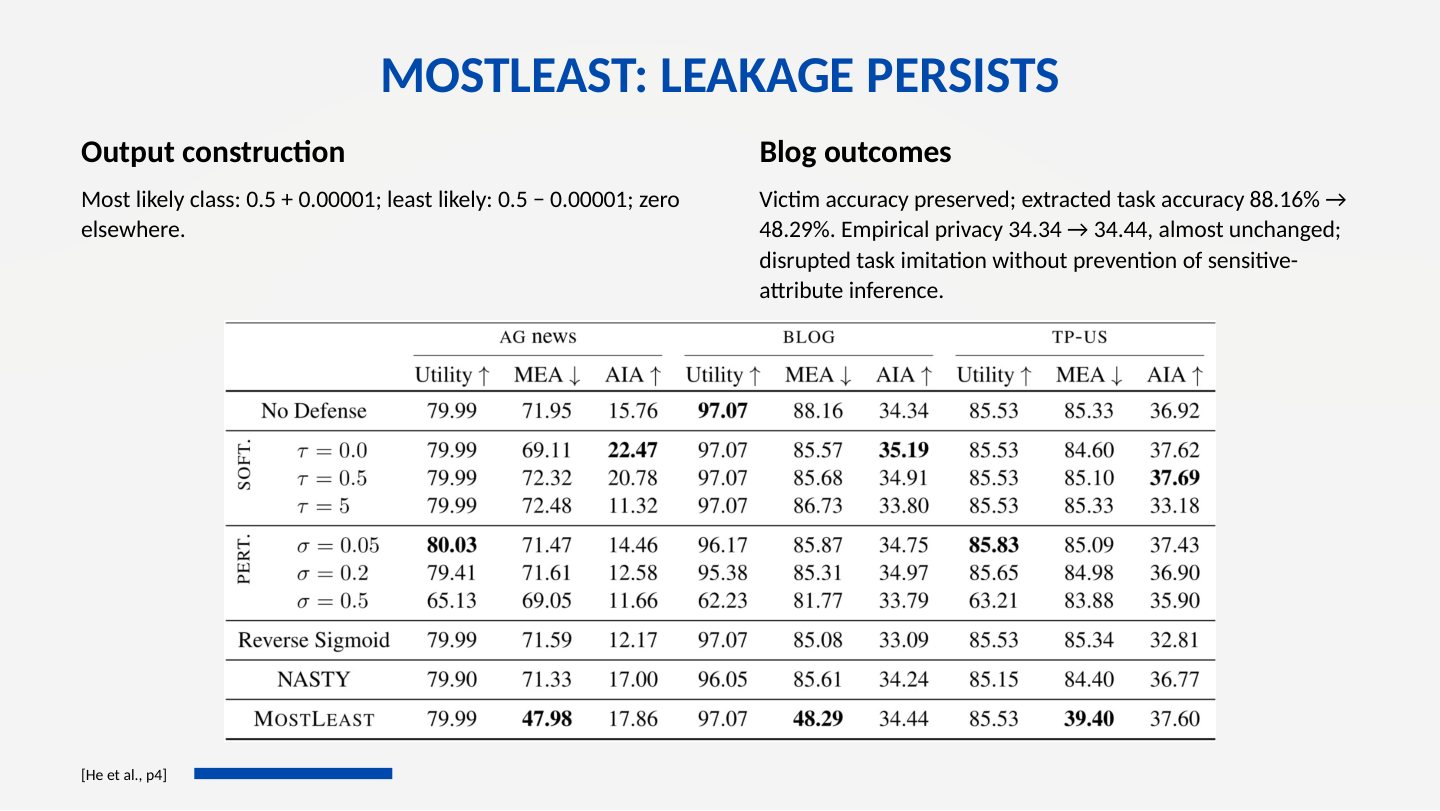 MOSTLEAST: LEAKAGE PERSISTS
Output construction
Most likely class: 0.5 + 0.00001; least likely: 0.5 − 0.00001; zero
elsewhere.
Blog outcomes
Victim accuracy preserved; extracted task accuracy 88.16% →
48.29%. Empirical privacy 34.34 → 34.44, almost unchanged;
disrupted task imitation without prevention of sensitive-
attribute inference.
AG news BLOG TP-US
Utility ↑ MEA ↓ AIA ↑ Utility ↑ MEA ↓ AIA ↑ Utility ↑ MEA ↓ AIA ↑
No Defense 79.99 71.95 15.76 97.07 88.16 34.34 85.53 85.33 36.92
SOFT.
τ = 0.0 79.99 69.11 22.47 97.07 85.57 35.19 85.53 84.60 37.62
τ = 0.5 79.99 72.32 20.78 97.07 85.68 34.91 85.53 85.10 37.69
τ = 5 79.99 72.48 11.32 97.07 86.73 33.80 85.53 85.33 33.18
PERT.
σ = 0.05 80.03 71.47 14.46 96.17 85.87 34.75 85.83 85.09 37.43
σ = 0.2 79.41 71.61 12.58 95.38 85.31 34.97 85.65 84.98 36.90
σ = 0.5 65.13 69.05 11.66 62.23 81.77 33.79 63.21 83.88 35.90
Reverse Sigmoid 79.99 71.59 12.17 97.07 85.08 33.09 85.53 85.34 32.81
NASTY 79.90 71.33 17.00 96.05 85.61 34.24 85.15 84.40 36.77
MOSTLEAST 79.99 47.98 17.86 97.07 48.29 34.44 85.53 39.40 37.60
[He et al., p4]